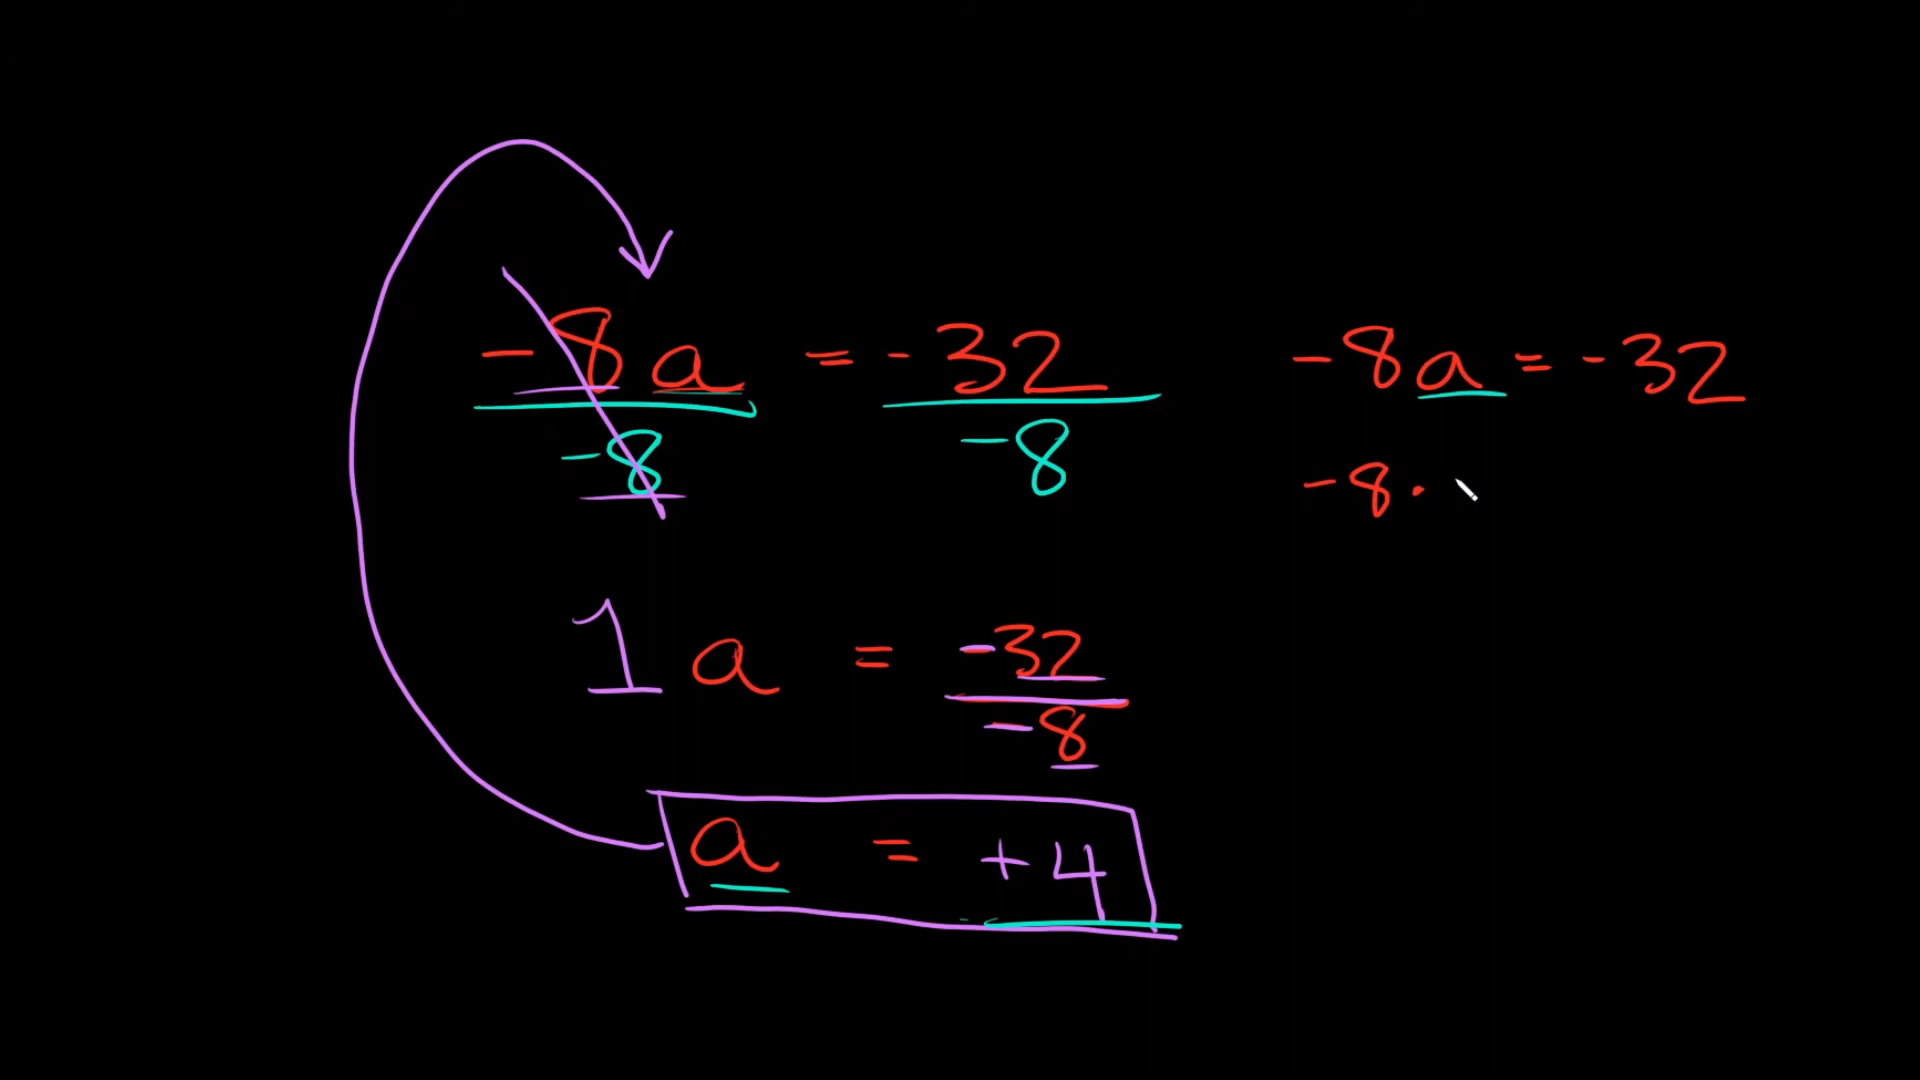 -8a = -32
-8 -8
1a = -32
-8
a = +4
-8a = -32
-8 ·